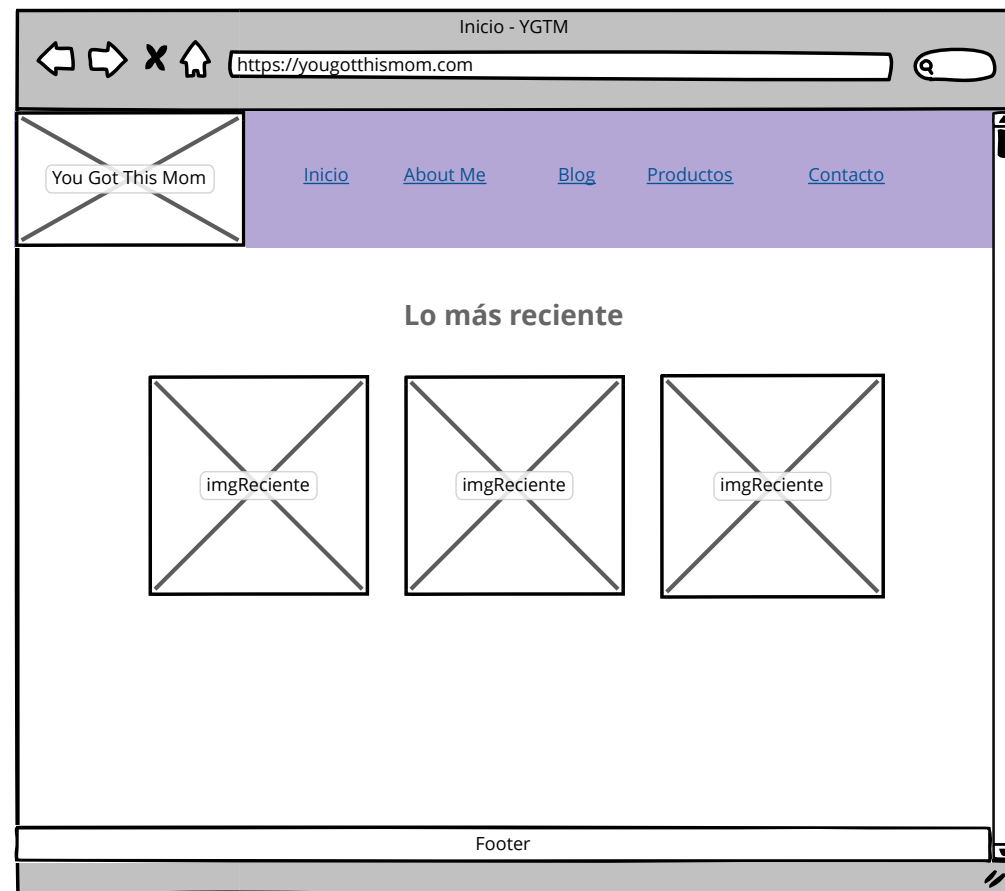 Inicio - YGTM
https://yougotthismom.com
You Got This Mom
Inicio About Me Blog Productos Contacto
Lo más reciente
imgReciente imgReciente imgReciente
Footer